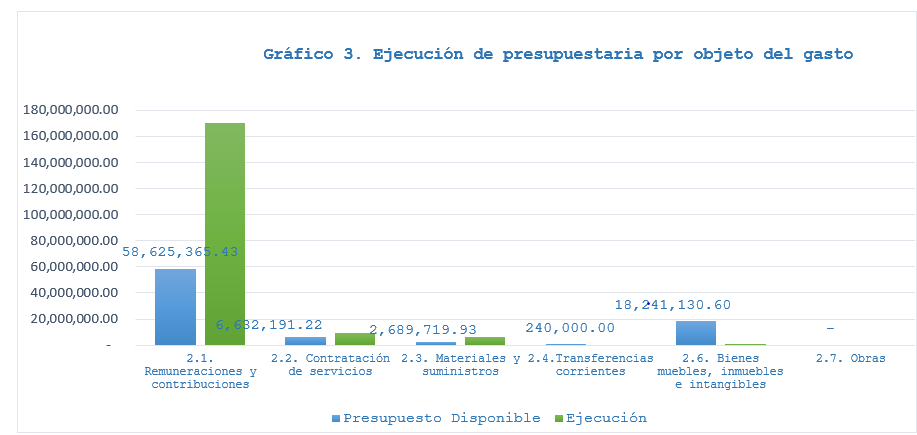 Gráfico 3. Ejecución de presupuestaria por objeto del gasto
180,000,000.00
160,000,000.00
140,000,000.00
120,000,000.00
100,000,000.00
80,000,000.00
60,000,000.00
40,000,000.00
20,000,000.00
-
58,625,365.43
6,632,191.22
2,689,719.93
240,000.00
18,241,130.60
-
2.1.
Remuneraciones y
contribuciones
2.2. Contratación
de servicios
2.3. Materiales y
suministros
2.4.Transferencias
corrientes
2.6. Bienes
muebles, inmuebles
e intangibles
2.7. Obras
Presupuesto Disponible
Ejecución